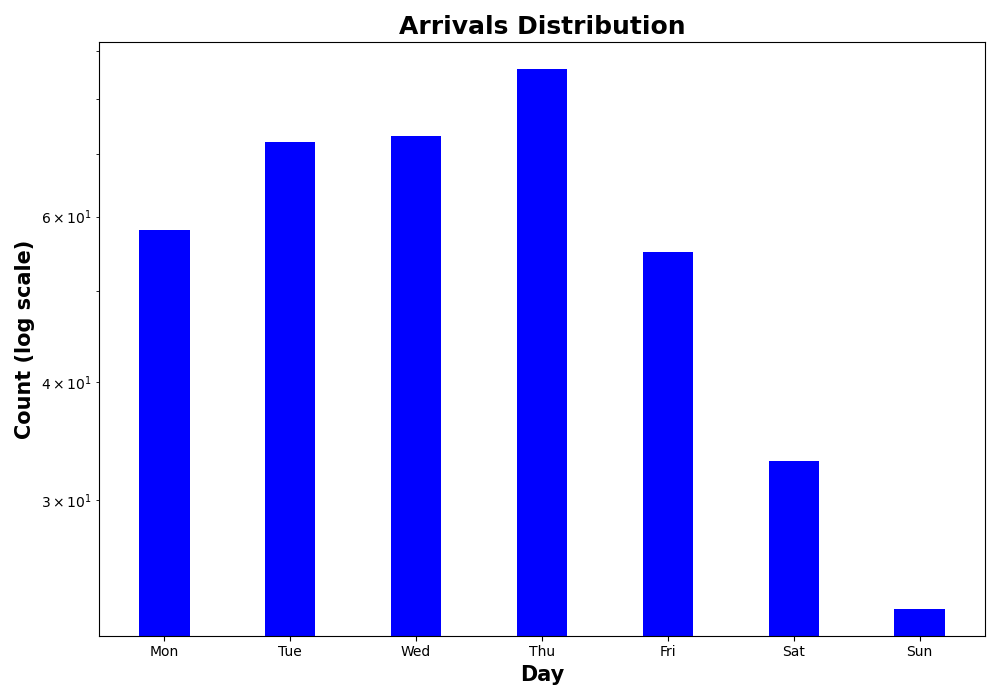 Arrivals Distribution
Count (log scale)
6 × 10¹
4 × 10¹
3 × 10¹
Mon Tue Wed Thu Fri Sat Sun
Day